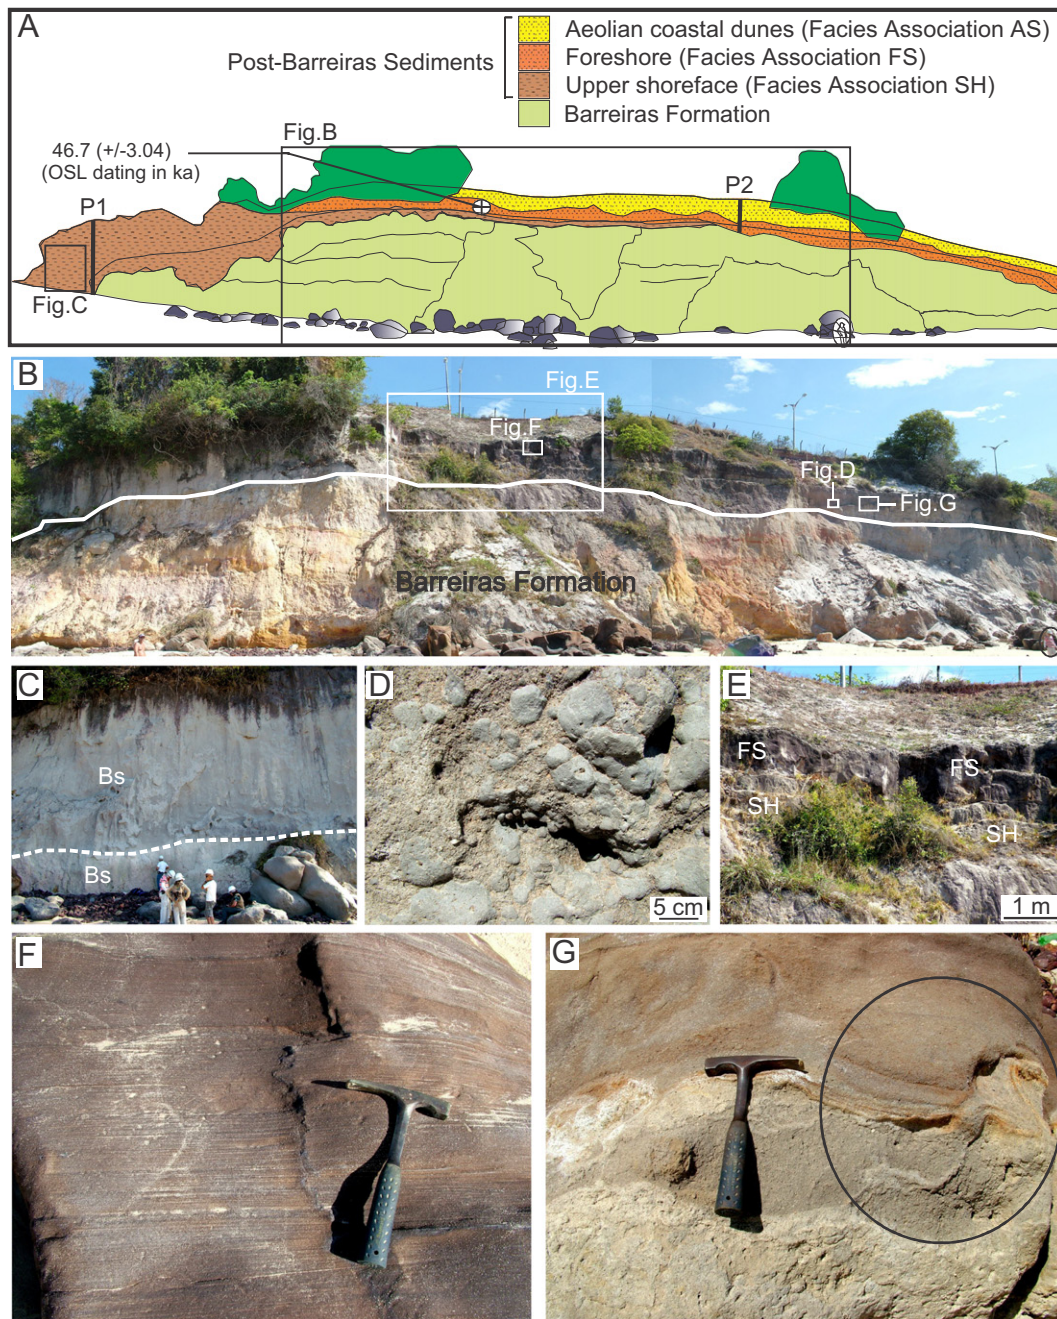 A
Post-Barreiras Sediments
Aeolian coastal dunes (Facies Association AS)
Foreshore (Facies Association FS)
Upper shoreface (Facies Association SH)
Barreiras Formation
Fig.B
46.7 (+/-3.04)
(OSL dating in ka)
P1
P2
Fig.C
B
Fig.E
Fig.F
Fig.D
Fig.G
Barreiras Formation
C
Bs
Bs
D
5 cm
E
FS
FS
SH
SH
1 m
F
G